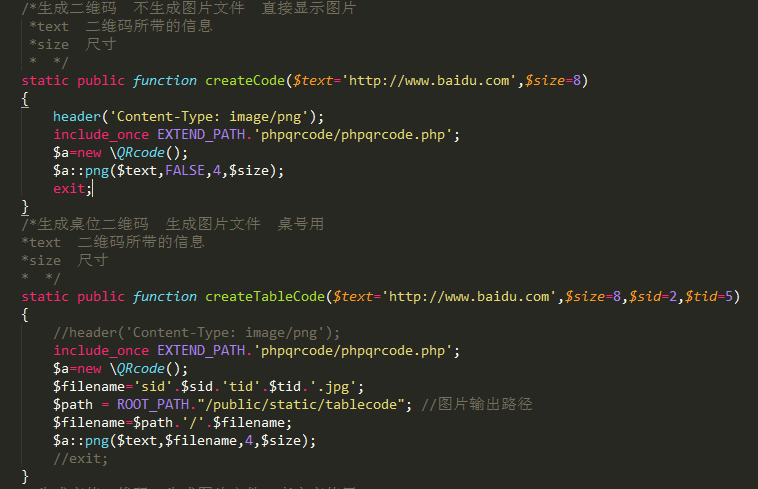 /*生成二维码  不生成图片文件  直接显示图片
 *text  二维码所带的信息
 *size  尺寸
 *  */
static public function createCode($text='http://www.baidu.com',$size=8)
{
    header('Content-Type: image/png');
    include_once EXTEND_PATH.'phpqrcode/phpqrcode.php';
    $a=new \QRcode();
    $a::png($text,FALSE,4,$size);
    exit;
}
/*生成桌位二维码  生成图片文件  桌号用
*text  二维码所带的信息
*size  尺寸
*  */
static public function createTableCode($text='http://www.baidu.com',$size=8,$sid=2,$tid=5)
{
    //header('Content-Type: image/png');
    include_once EXTEND_PATH.'phpqrcode/phpqrcode.php';
    $a=new \QRcode();
    $filename='sid'.$sid.'tid'.$tid.'.jpg';
    $path = ROOT_PATH."/public/static/tablecode"; //图片输出路径
    $filename=$path.'/'.$filename;
    $a::png($text,$filename,4,$size);
    //exit;
}